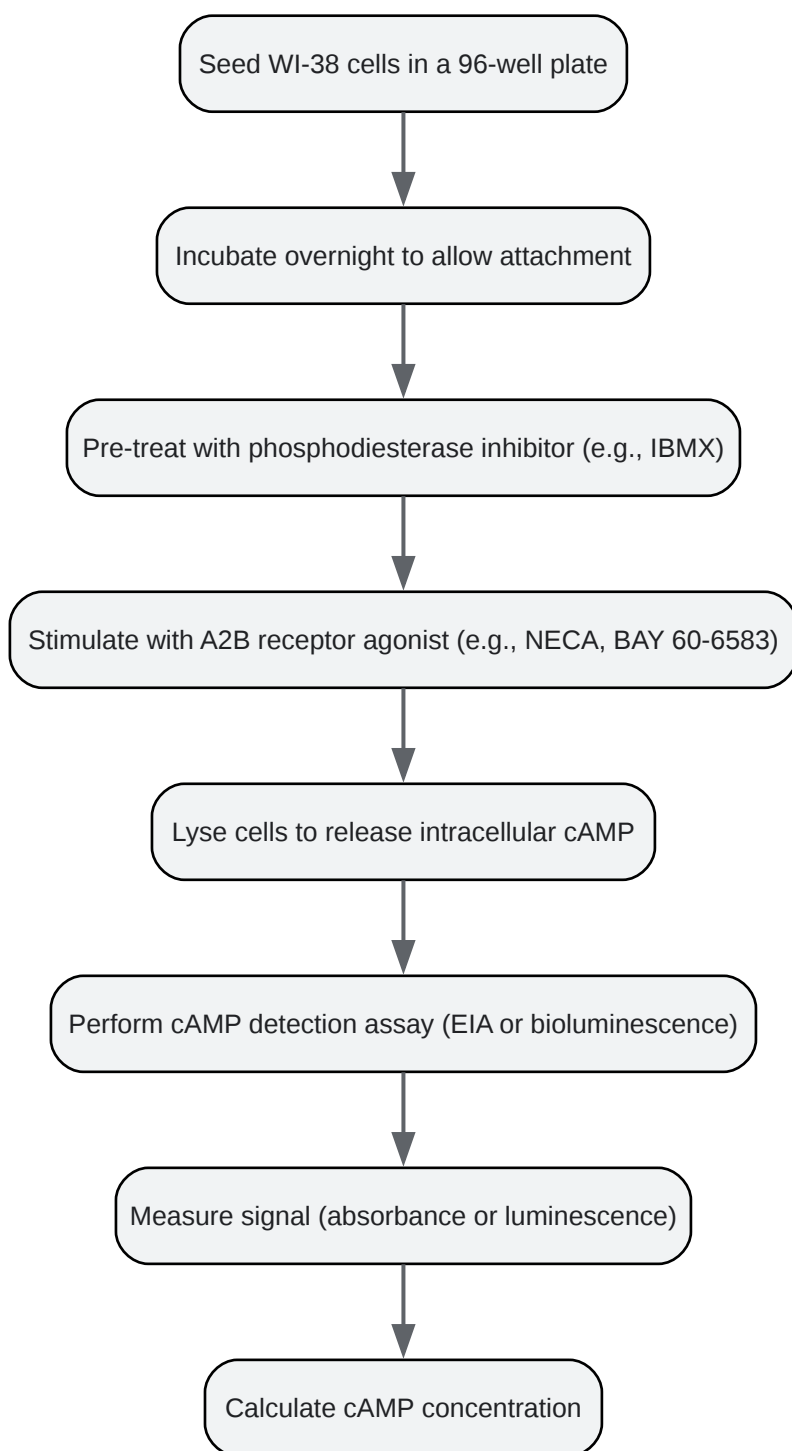 Seed WI-38 cells in a 96-well plate
Incubate overnight to allow attachment
Pre-treat with phosphodiesterase inhibitor (e.g., IBMX)
Stimulate with A2B receptor agonist (e.g., NECA, BAY 60-6583)
Lyse cells to release intracellular cAMP
Perform cAMP detection assay (EIA or bioluminescence)
Measure signal (absorbance or luminescence)
Calculate cAMP concentration